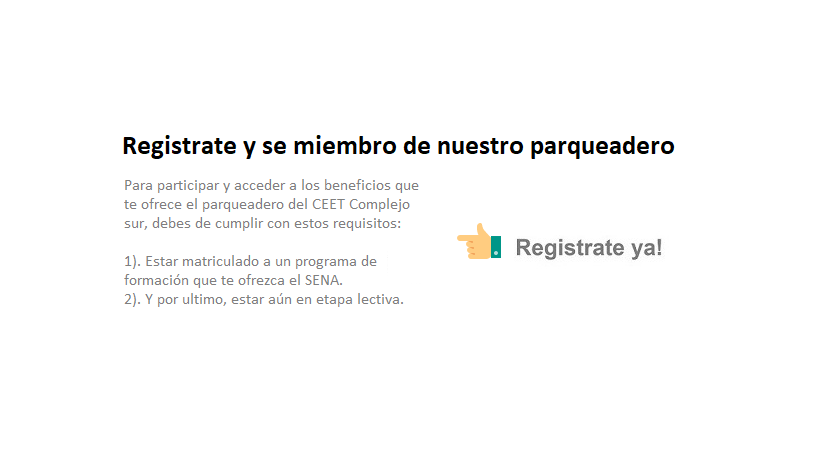 Registrate y se miembro de nuestro parqueadero
Para participar y acceder a los beneficios que
te ofrece el parqueadero del CEET Complejo
sur, debes de cumplir con estos requisitos:
1). Estar matriculado a un programa de
formación que te ofrezca el SENA.
2). Y por ultimo, estar aún en etapa lectiva.
Registrate ya!